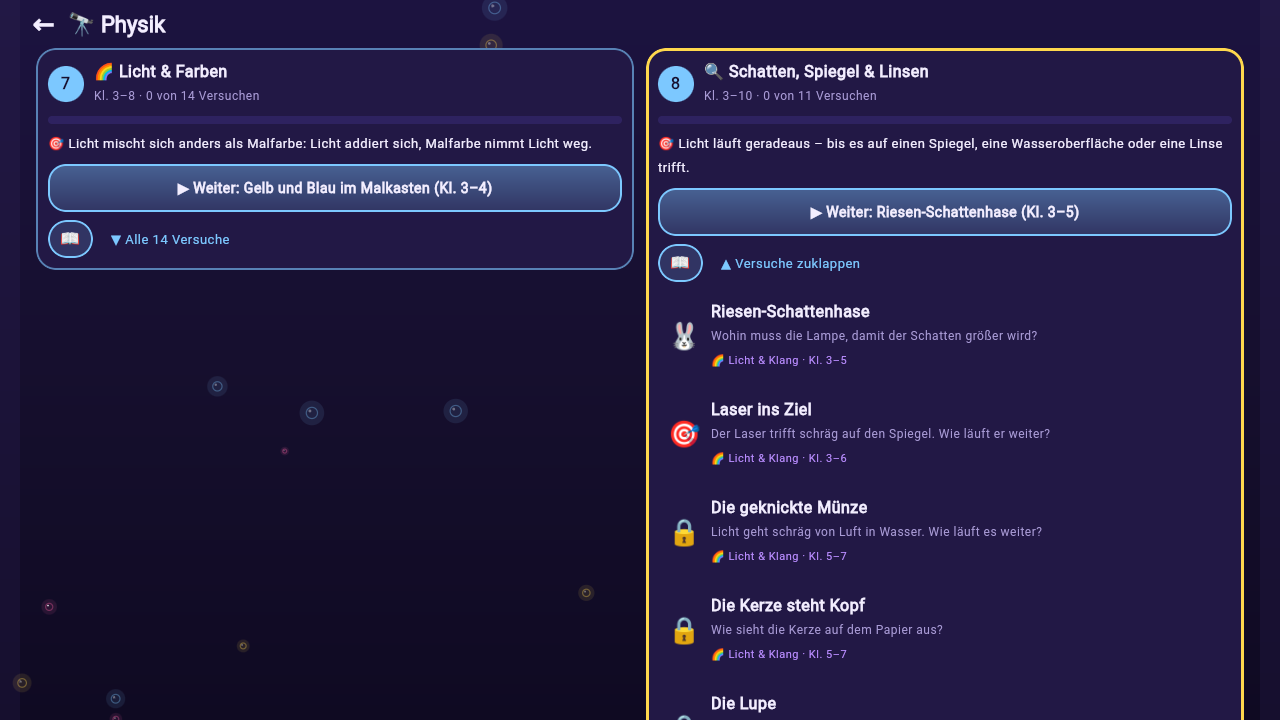 ← 🔭 Physik
7
🌈 Licht & Farben
Kl. 3–8 · 0 von 14 Versuchen
🎯 Licht mischt sich anders als Malfarbe: Licht addiert sich, Malfarbe nimmt Licht weg.
▶ Weiter: Gelb und Blau im Malkasten (Kl. 3–4)
📖 ▼ Alle 14 Versuche
8
🔍 Schatten, Spiegel & Linsen
Kl. 3–10 · 0 von 11 Versuchen
🎯 Licht läuft geradeaus – bis es auf einen Spiegel, eine Wasseroberfläche oder eine Linse
trifft.
▶ Weiter: Riesen-Schattenhase (Kl. 3–5)
📖 ▲ Versuche zuklappen
Riesen-Schattenhase
Wohin muss die Lampe, damit der Schatten größer wird?
🌈 Licht & Klang · Kl. 3–5
Laser ins Ziel
Der Laser trifft schräg auf den Spiegel. Wie läuft er weiter?
🌈 Licht & Klang · Kl. 3–6
Die geknickte Münze
Licht geht schräg von Luft in Wasser. Wie läuft es weiter?
🌈 Licht & Klang · Kl. 5–7
Die Kerze steht Kopf
Wie sieht die Kerze auf dem Papier aus?
🌈 Licht & Klang · Kl. 5–7
Die Lupe